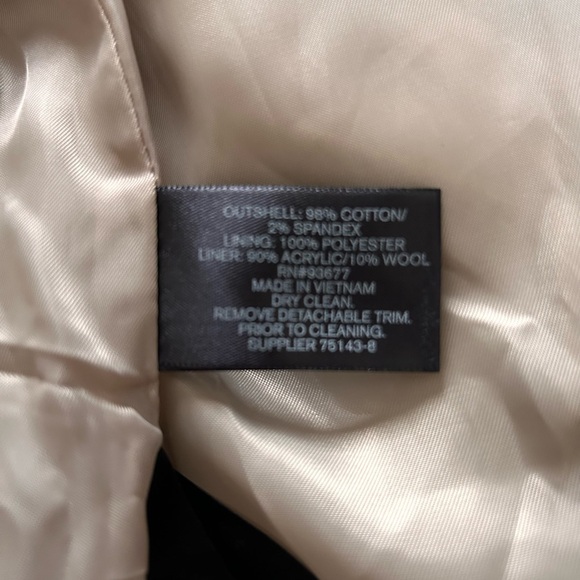 OUTSHELL: 98% COTTON/
2% SPANDEX
LINING: 100% POLYESTER
LINER: 90% ACRYLIC/10% WOOL
RN#93677
MADE IN VIETNAM
DRY CLEAN.
REMOVE DETACHABLE TRIM.
PRIOR TO CLEANING.
SUPPLIER 75143-8